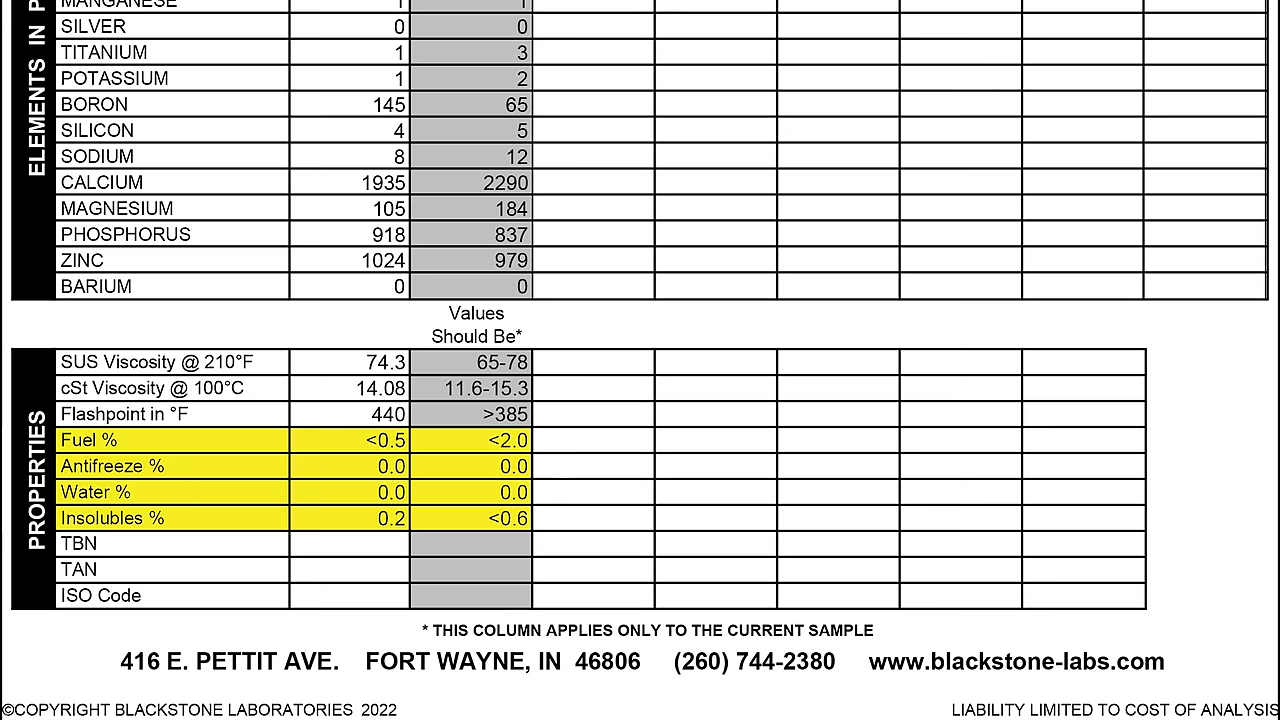 MANGANESE 1 1
SILVER 0 0
TITANIUM 1 3
POTASSIUM 1 2
BORON 145 65
SILICON 4 5
SODIUM 8 12
CALCIUM 1935 2290
MAGNESIUM 105 184
PHOSPHORUS 918 837
ZINC 1024 979
BARIUM 0 0
ELEMENTS IN P
Values
Should Be*
SUS Viscosity @ 210°F 74.3 65-78
cSt Viscosity @ 100°C 14.08 11.6-15.3
Flashpoint in °F 440 >385
Fuel % <0.5 <2.0
Antifreeze % 0.0 0.0
Water % 0.0 0.0
Insolubles % 0.2 <0.6
TBN
TAN
ISO Code
PROPERTIES
* THIS COLUMN APPLIES ONLY TO THE CURRENT SAMPLE
416 E. PETTIT AVE. FORT WAYNE, IN 46806 (260) 744-2380 www.blackstone-labs.com
©COPYRIGHT BLACKSTONE LABORATORIES 2022 LIABILITY LIMITED TO COST OF ANALYSIS